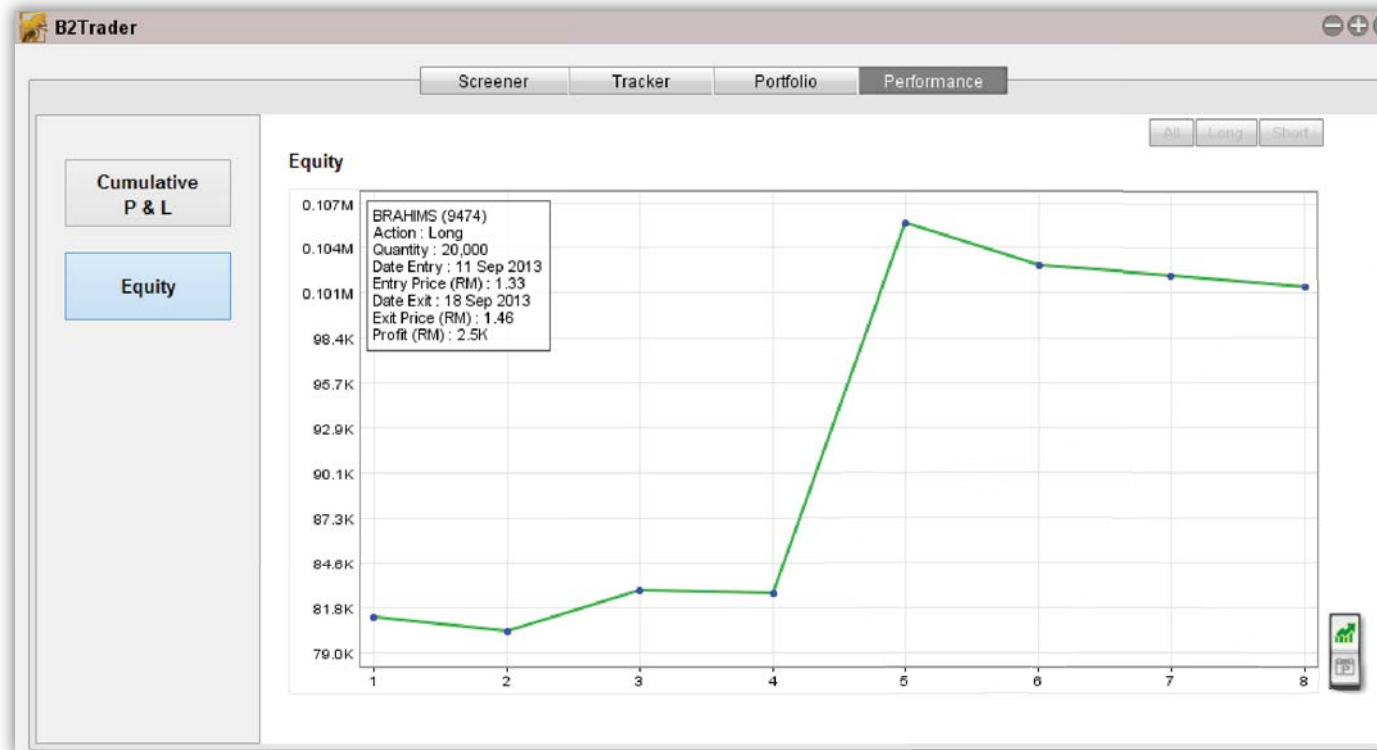 B2Trader
Screener
Tracker
Portfolio
Performance
All
Long
Short
Cumulative
P & L
Equity
Equity
0.107M
0.104M
0.101M
98.4K
95.7K
92.9K
90.1K
87.3K
84.6K
81.8K
79.0K
BRAHIMS (9474)
Action : Long
Quantity : 20,000
Date Entry : 11 Sep 2013
Entry Price (RM) : 1.33
Date Exit : 18 Sep 2013
Exit Price (RM) : 1.46
Profit (RM) : 2.5K
1 2 3 4 5 6 7 8
P